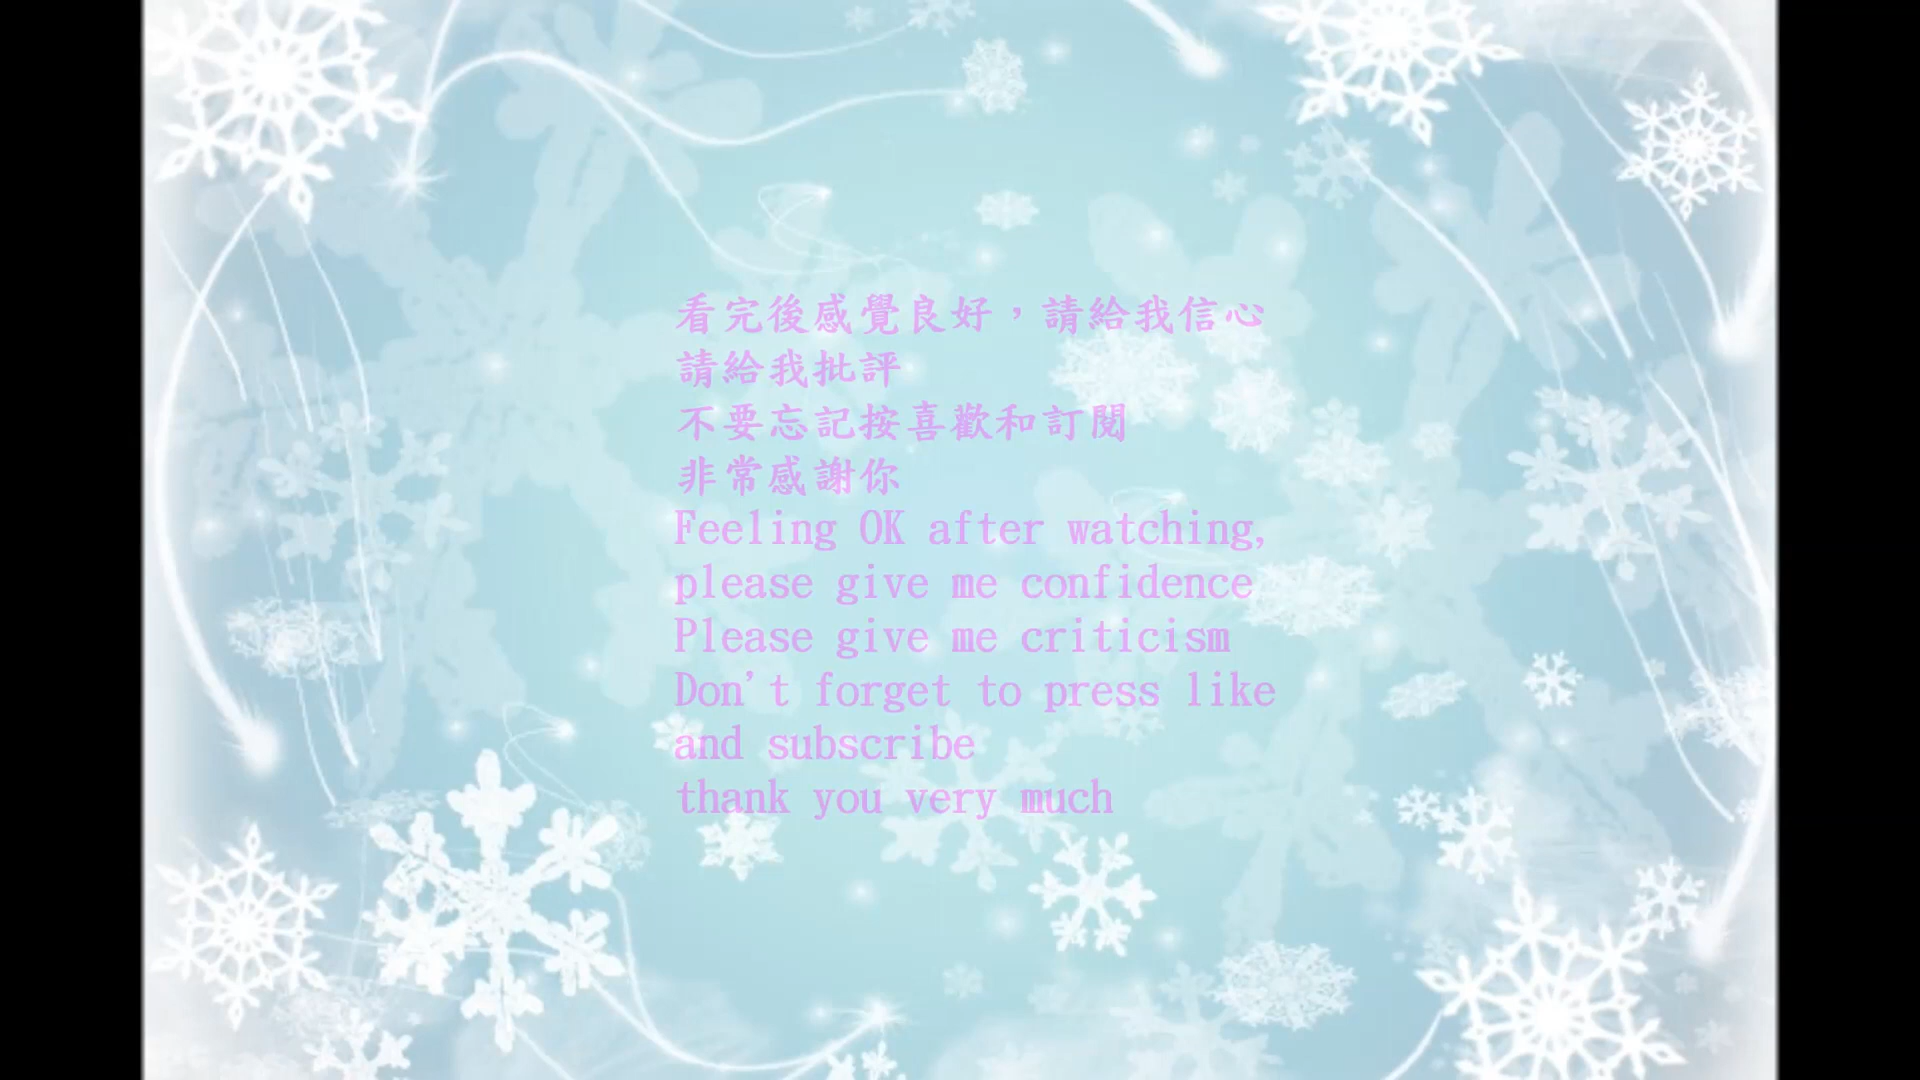 看完後感覺良好，請給我信心
請給我批評
不要忘記按喜歡和訂閱
非常感謝你
Feeling OK after watching,
please give me confidence
Please give me criticism
Don't forget to press like
and subscribe
thank you very much